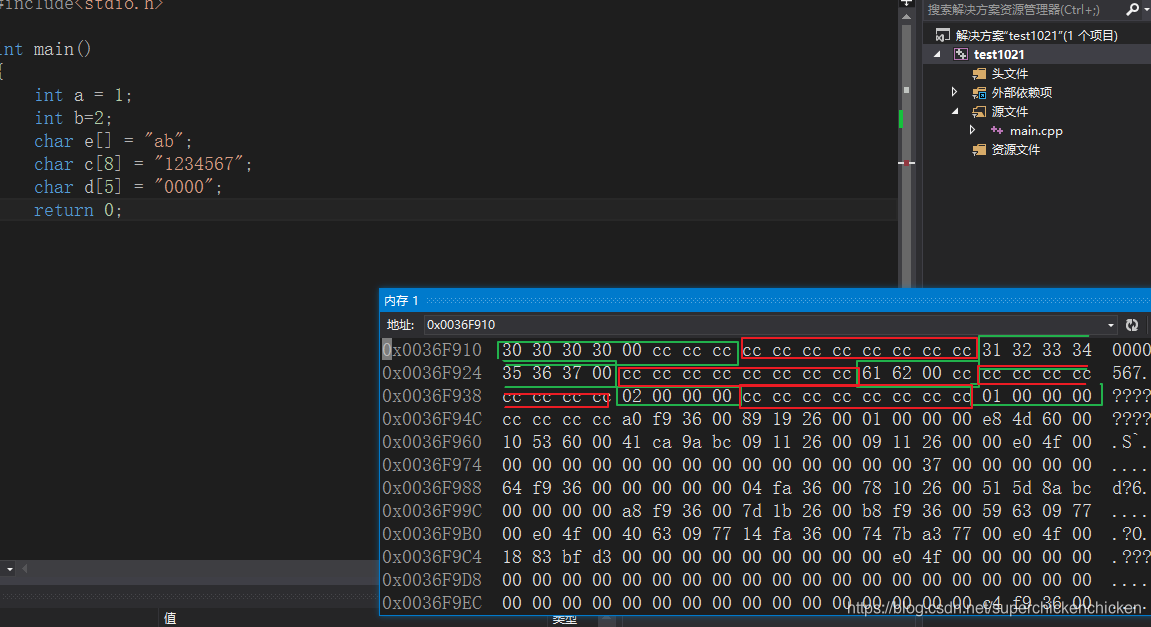 #include<stdio.h>
int main()
{
int a = 1;
int b=2;
char e[] = "ab";
char c[8] = "1234567";
char d[5] = "0000";
return 0;
搜索解决方案资源管理器(Ctrl+;)
解决方案"test1021"(1 个项目)
test1021
头文件
外部依赖项
源文件
main.cpp
资源文件
内存 1
地址: 0x0036F910
0x0036F910 30 30 30 30 00 cc cc cc cc cc cc cc cc cc cc cc 31 32 33 34 0000
0x0036F924 35 36 37 00 cc cc cc cc cc cc cc cc 61 62 00 cc cc cc cc cc 567.
0x0036F938 cc cc cc cc 02 00 00 00 cc cc cc cc cc cc cc cc 01 00 00 00 ????
0x0036F94C cc cc cc cc a0 f9 36 00 89 19 26 00 01 00 00 00 e8 4d 60 00 ????
0x0036F960 10 53 60 00 41 ca 9a bc 09 11 26 00 09 11 26 00 00 e0 4f 00 .S`.
0x0036F974 00 00 00 00 00 00 00 00 00 00 00 00 00 00 37 00 00 00 00 00 ....
0x0036F988 64 f9 36 00 00 00 00 00 04 fa 36 00 78 10 26 00 51 5d 8a bc d?6.
0x0036F99C 00 00 00 00 a8 f9 36 00 7d 1b 26 00 b8 f9 36 00 59 63 09 77 ....
0x0036F9B0 00 e0 4f 00 40 63 09 77 14 fa 36 00 74 7b a3 77 00 e0 4f 00 .?O.
0x0036F9C4 18 83 bf d3 00 00 00 00 00 00 00 00 00 e0 4f 00 00 00 00 00 .???
0x0036F9D8 00 00 00 00 00 00 00 00 00 00 00 00 00 00 00 00 00 00 00 00 ....
0x0036F9EC 00 00 00 00 00 00 00 00 00 00 00 00 00 00 00 00 c4 f9 36 00
https://blog.csdn.net/superchickenchicken
值
类型